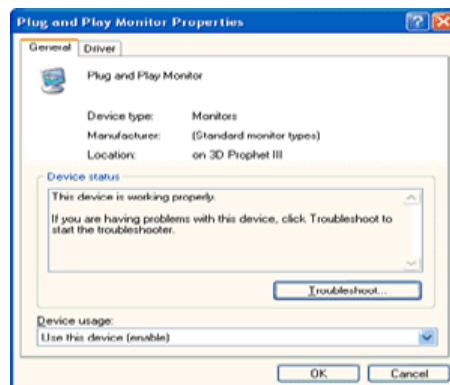 Plug and Play Monitor Properties
General
Driver
Plug and Play Monitor
Device type: Monitors
Manufacturer: (Standard monitor types)
Location: on 3D Prophet III
Device status
This device is working properly.
If you are having problems with this device, click Troubleshoot to
start the troubleshooter.
Troubleshoot...
Device usage:
Use this device (enable)
OK
Cancel